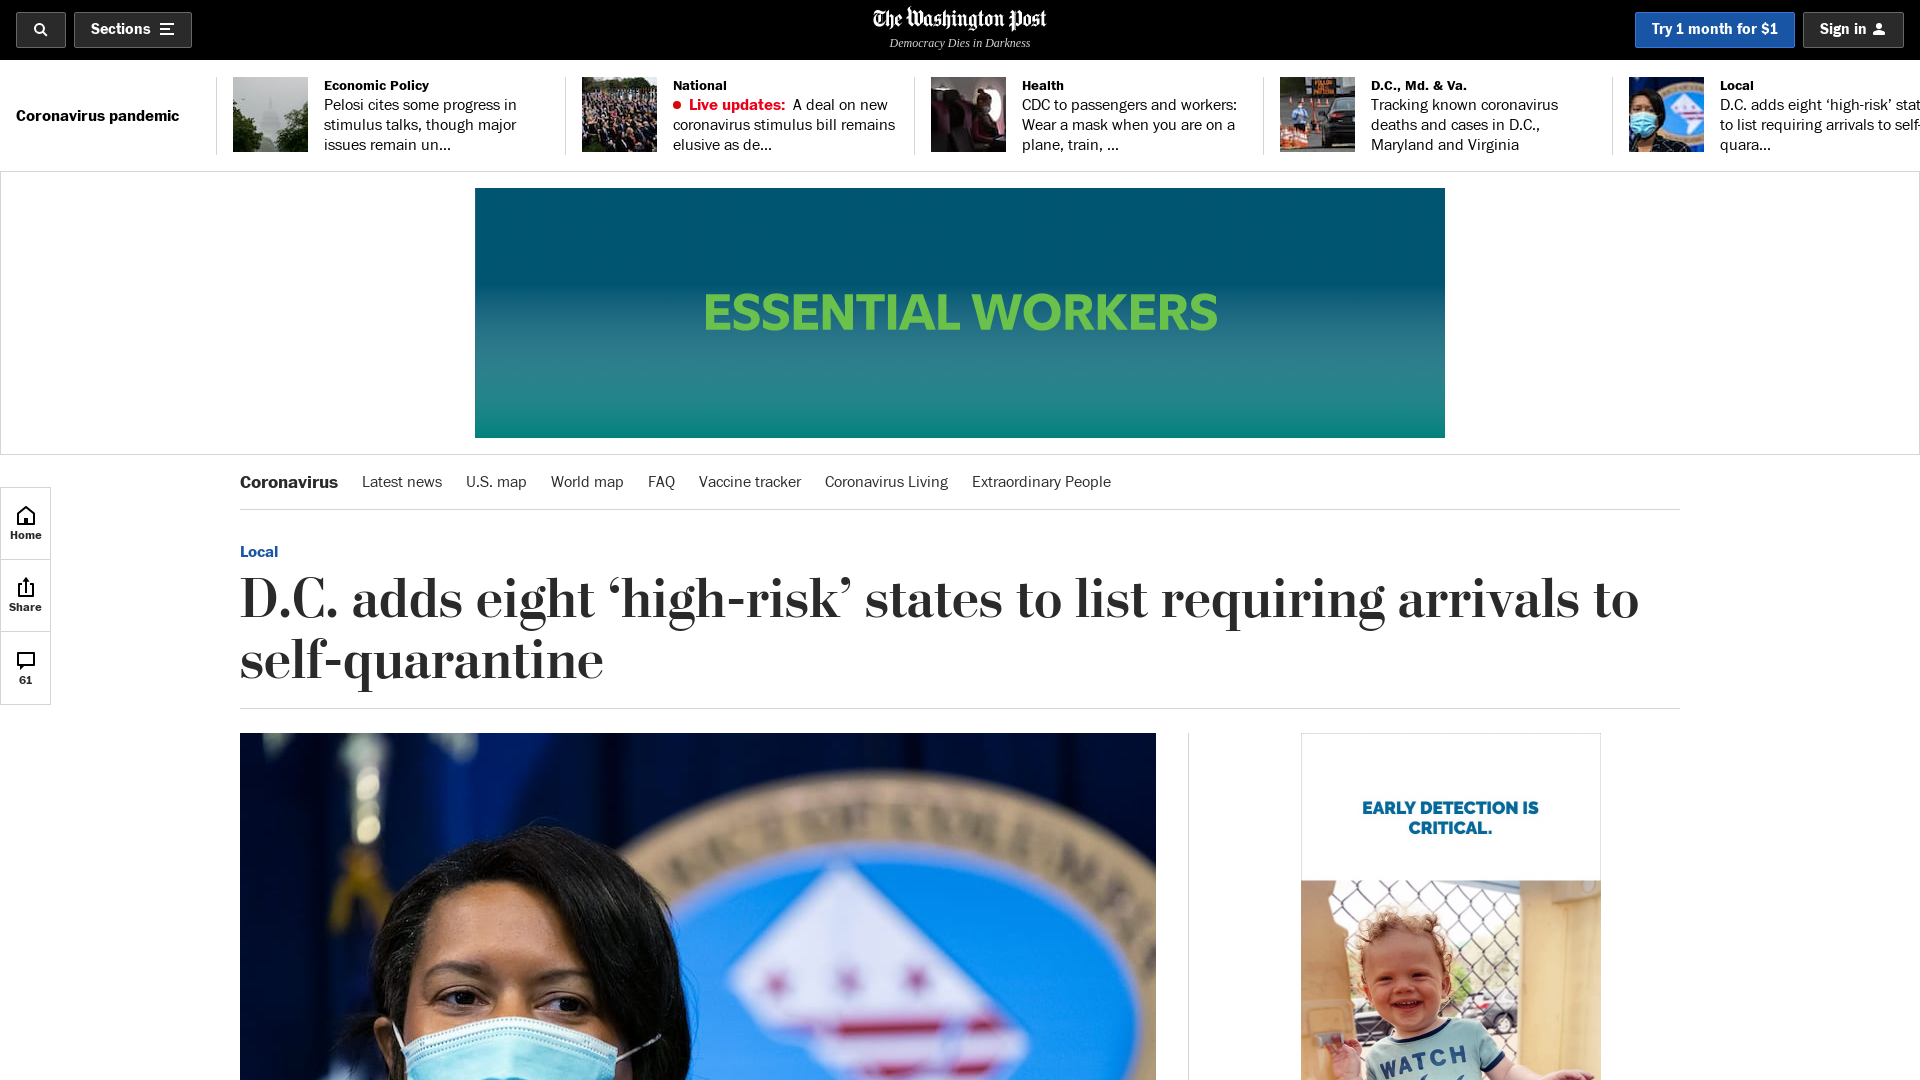 Sections
The Washington Post
Democracy Dies in Darkness
Try 1 month for $1
Sign in
Coronavirus pandemic
Economic Policy
Pelosi cites some progress in
stimulus talks, though major
issues remain un...
National
Live updates: A deal on new
coronavirus stimulus bill remains
elusive as de...
Health
CDC to passengers and workers:
Wear a mask when you are on a
plane, train, ...
D.C., Md. & Va.
Tracking known coronavirus
deaths and cases in D.C.,
Maryland and Virginia
Local
D.C. adds eight ‘high-risk’ stat
to list requiring arrivals to self-
quara...
ESSENTIAL WORKERS
Coronavirus
Latest news
U.S. map
World map
FAQ
Vaccine tracker
Coronavirus Living
Extraordinary People
Home
Share
61
Local
D.C. adds eight ‘high-risk’ states to list requiring arrivals to
self-quarantine
EARLY DETECTION IS
CRITICAL.
WATCH